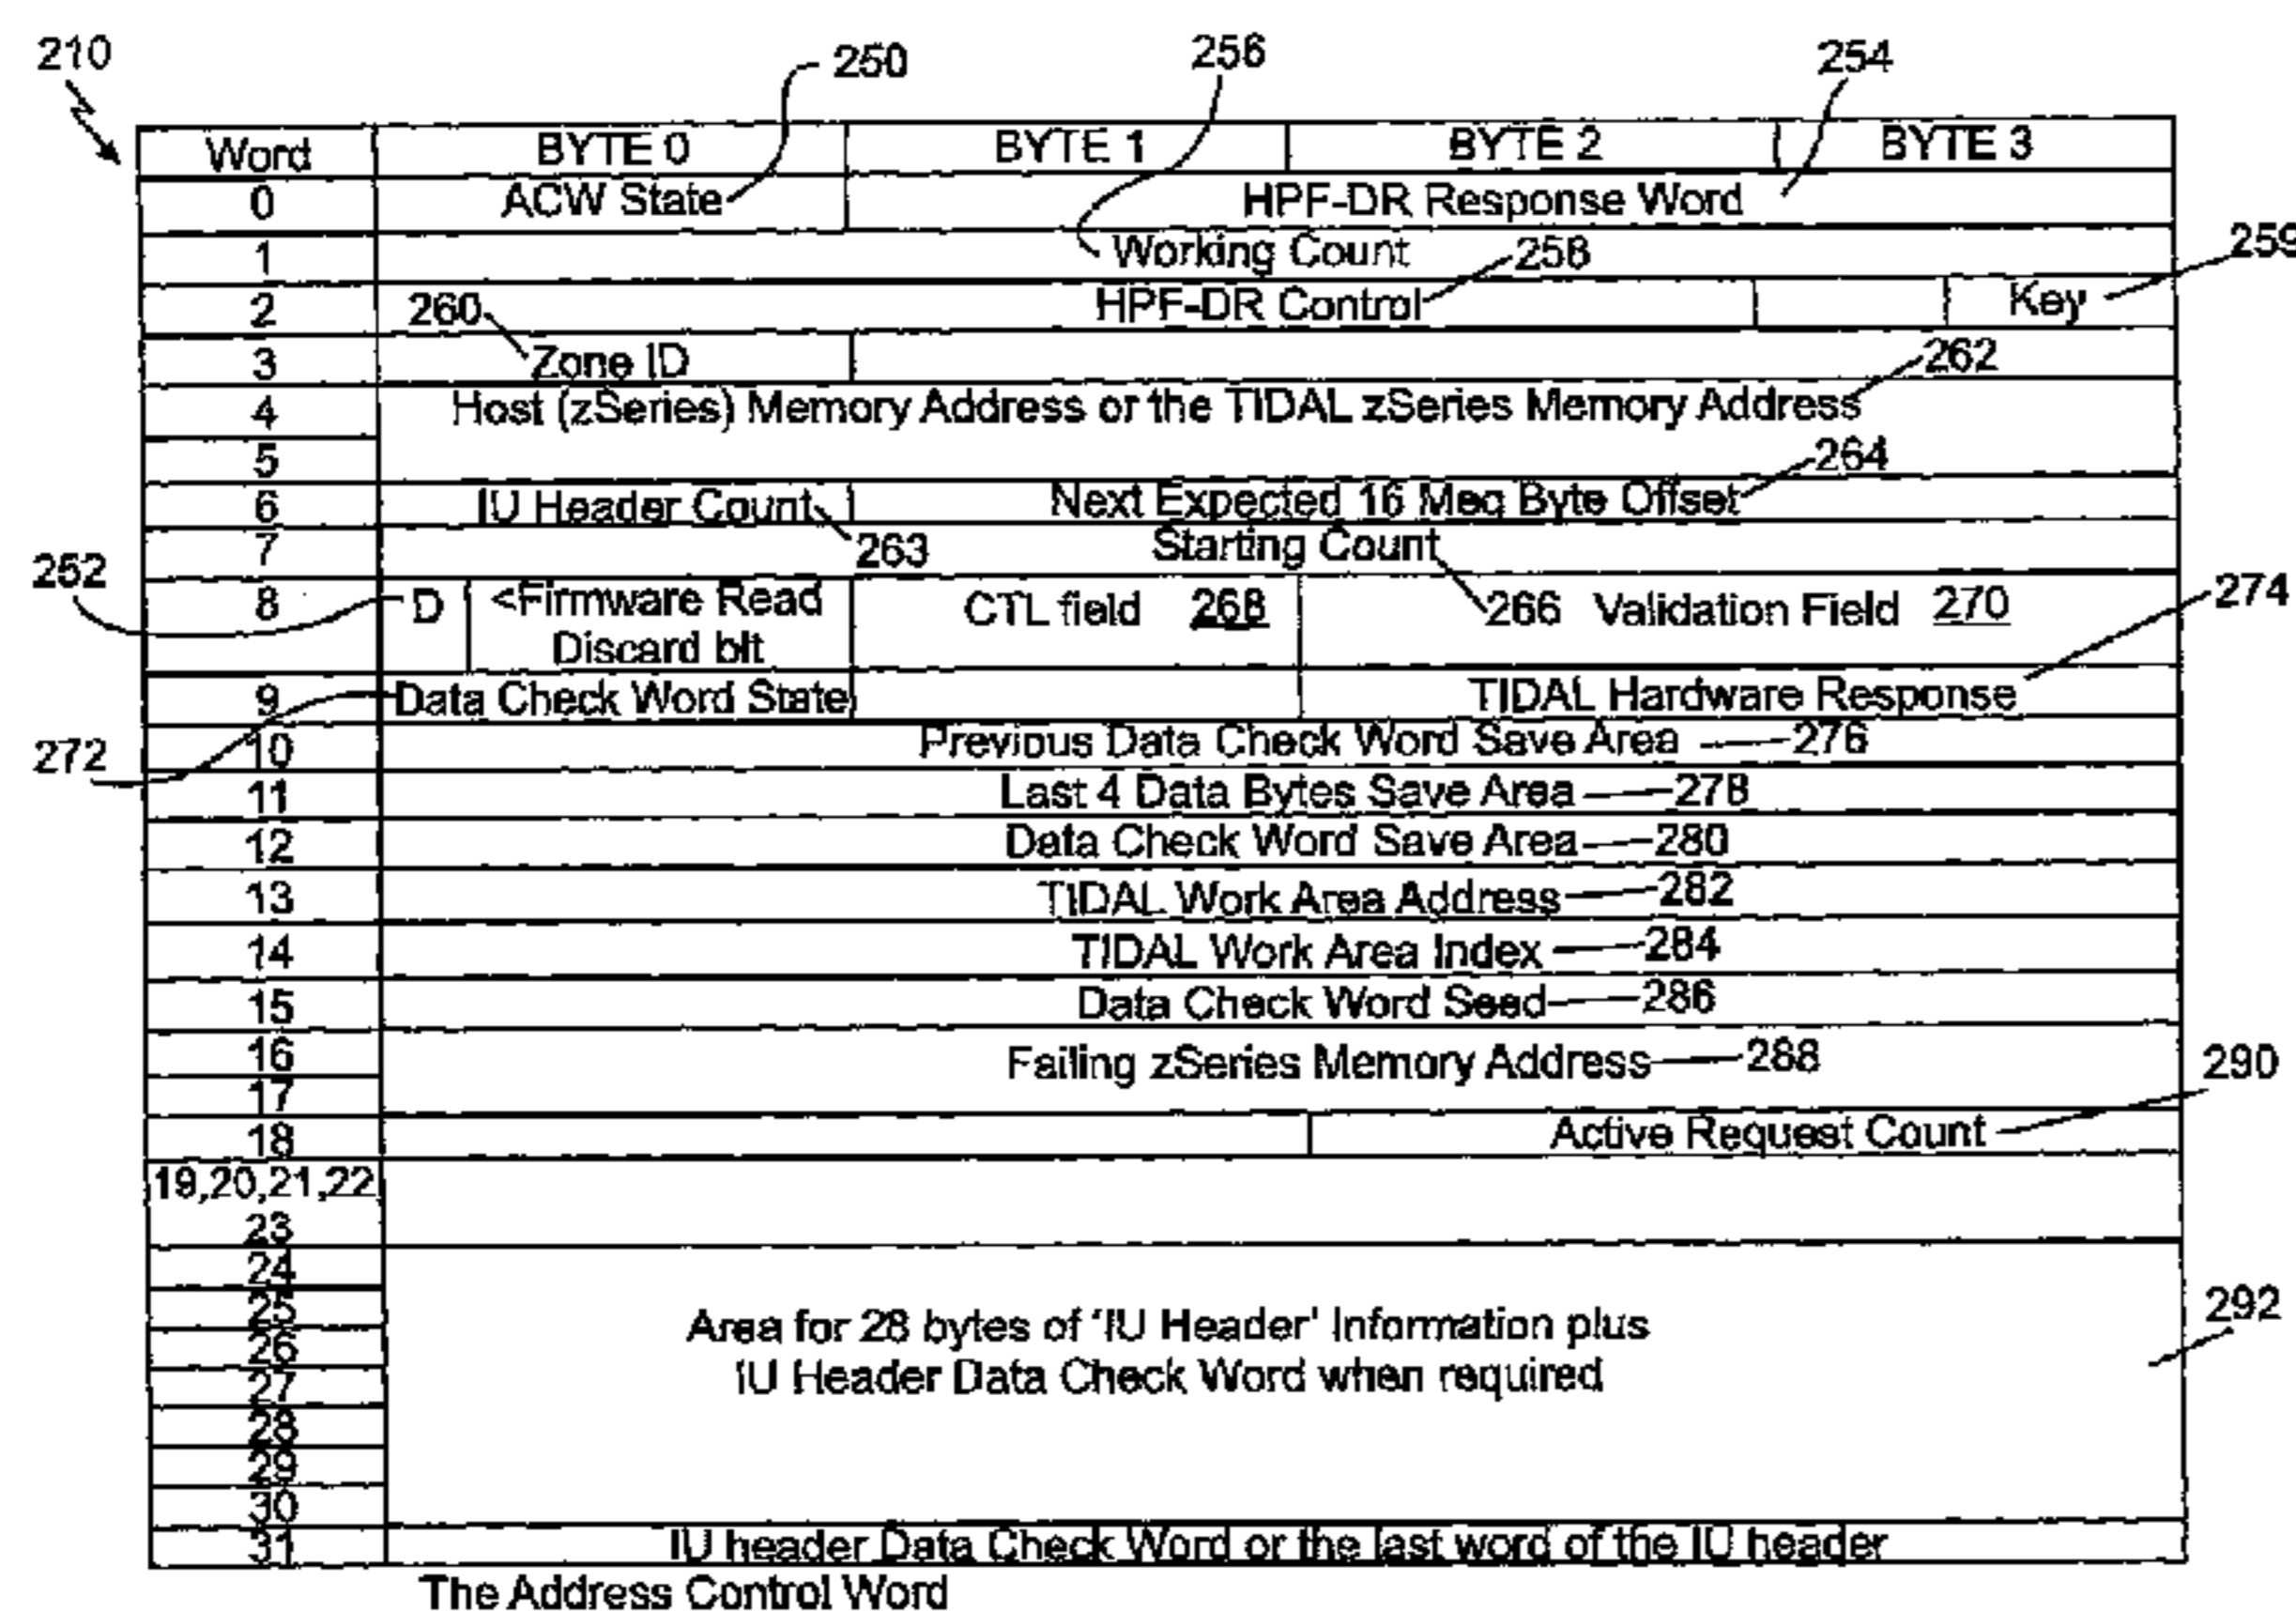 210
250
256
254
Word BYTE 0 BYTE 1 BYTE 2 BYTE 3
0 ACW State HPF-DR Response Word
1 Working Count 258 259
2 260 HPF-DR Control Key
3 Zone ID 262
4 Host (zSeries) Memory Address or the TIDAL zSeries Memory Address
5 264
6 IU Header Count Next Expected 16 Meg Byte Offset
7 263 Starting Count
252 8 D <Firmware Read CTL field 268 266 Validation Field 270 274
Discard bit
9 Data Check Word State TIDAL Hardware Response
272 10 Previous Data Check Word Save Area 276
11 Last 4 Data Bytes Save Area 278
12 Data Check Word Save Area 280
13 TIDAL Work Area Address 282
14 TIDAL Work Area Index 284
15 Data Check Word Seed 286
16 Failing zSeries Memory Address 288 290
17
18 Active Request Count
19,20,21,22
23
24
25 292
26 Area for 28 bytes of 'IU Header' Information plus
27 IU Header Data Check Word when required
28
29
30
31 IU header Data Check Word or the last word of the IU header
The Address Control Word